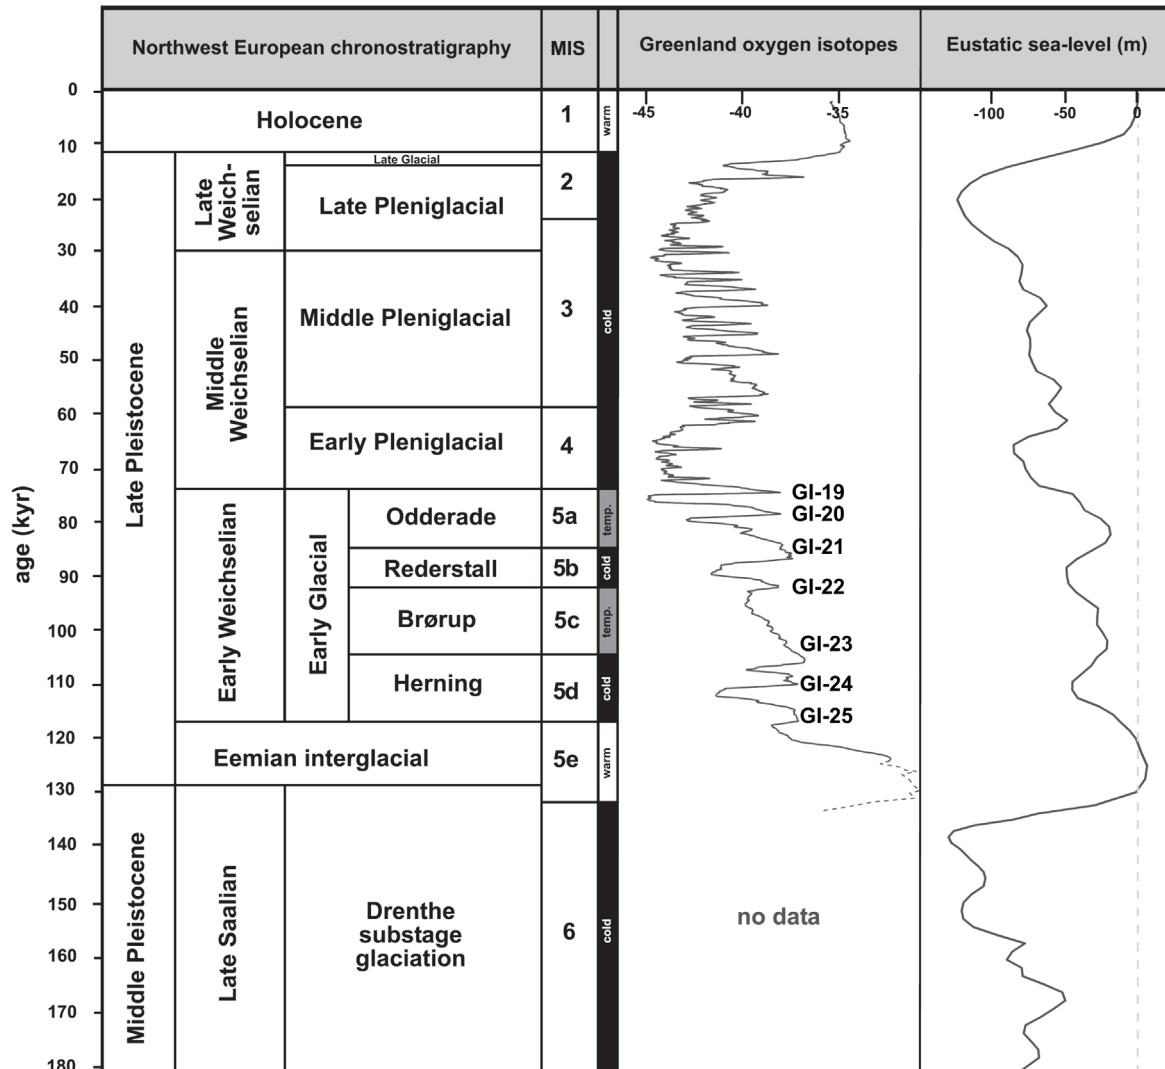 Northwest European chronostratigraphy
MIS
Greenland oxygen isotopes
Eustatic sea-level (m)
age (kyr)
0
10
20
30
40
50
60
70
80
90
100
110
120
130
140
150
160
170
180
Late Pleistocene
Middle Pleistocene
Holocene
1
warm
Late
Weich-
selian
Late Glacial
Late Pleniglacial
2
Middle
Weichselian
Middle Pleniglacial
3
cold
Early Pleniglacial
4
Early Weichselian
Early Glacial
Odderade
5a
temp.
Rederstall
5b
cold
Brørup
5c
temp.
Herning
5d
cold
Eemian interglacial
5e
warm
Late Saalian
Drenthe
substage
glaciation
6
cold
-45
-40
-35
GI-19
GI-20
GI-21
GI-22
GI-23
GI-24
GI-25
no data
-100
-50
0